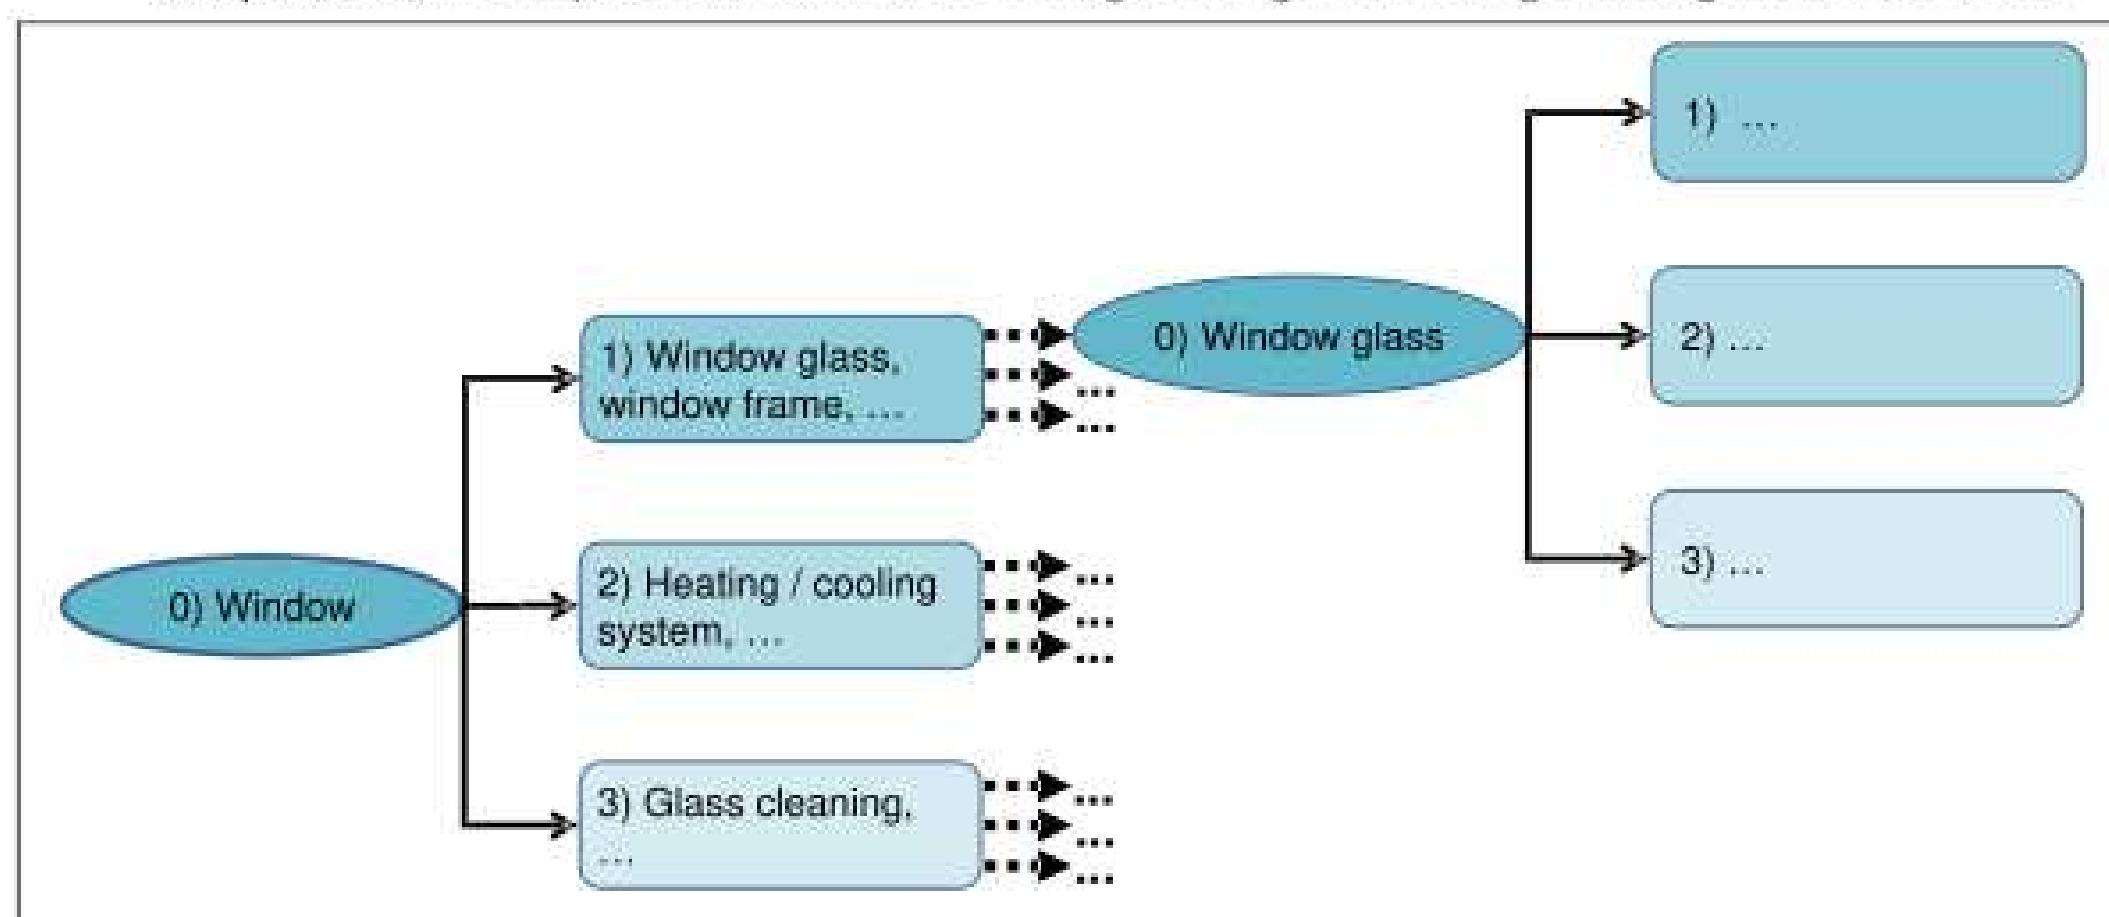 1) ...
1) Window glass,
window frame, ...
...
...
0) Window glass
2) ...
3) ...
0) Window
2) Heating / cooling
system, ...
...
...
...
3) Glass cleaning,
...
...
...
...